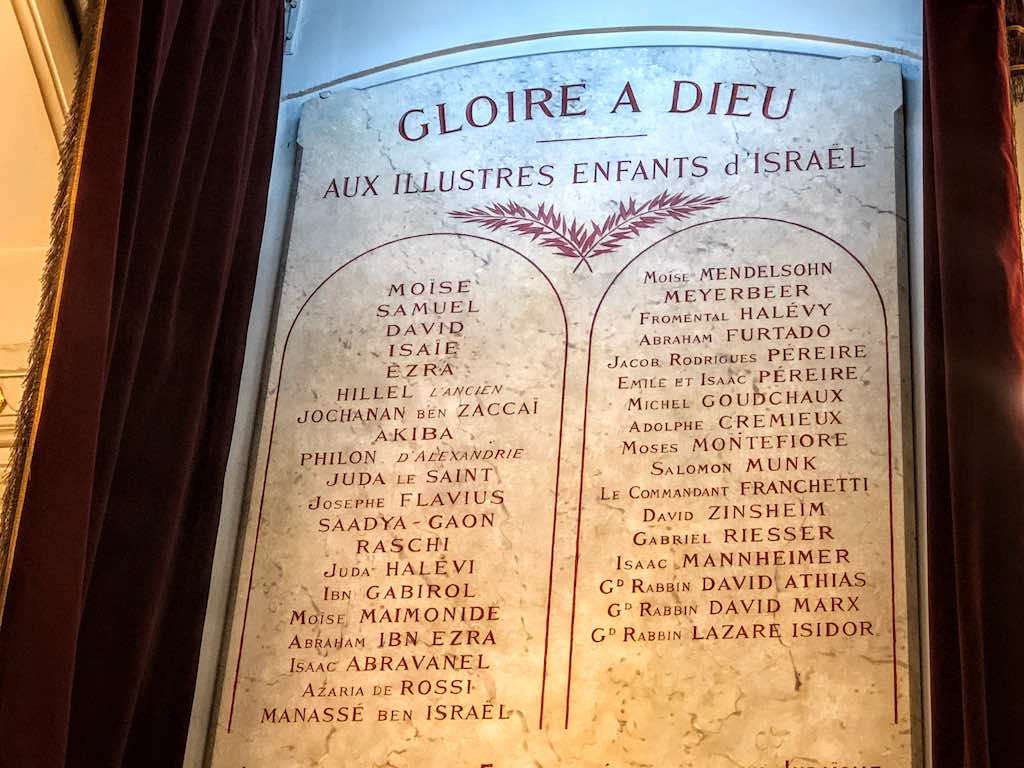 GLOIRE A DIEU
AUX ILLUSTRES ENFANTS d'ISRAËL
MOÏSE
SAMUEL
DAVID
ISAÏE
EZRA
HILLEL L'ANCIEN
JOCHANAN BEN ZACCAÏ
AKIBA
PHILON D'ALEXANDRIE
JUDA LE SAINT
JOSEPHE FLAVIUS
SAADYA-GAON
RASCHI
JUDA HALÉVI
IBN GABIROL
MOÏSE MAIMONIDE
ABRAHAM IBN EZRA
ISAAC ABRAVANEL
AZARIA DE ROSSI
MANASSÉ BEN ISRAËL
MOÏSE MENDELSOHN
MEYERBEER
FROMENTAL HALÉVY
ABRAHAM FURTADO
JACOB RODRIGUES PÉREIRE
EMILE ET ISAAC PÉREIRE
MICHEL GOUDCHAUX
ADOLPHE CREMIEUX
MOSES MONTEFIORE
SALOMON MUNK
LE COMMANDANT FRANCHETTI
DAVID ZINSHEIM
GABRIEL RIESSER
ISAAC MANNHEIMER
GD RABBIN DAVID ATHIAS
GD RABBIN DAVID MARX
GD RABBIN LAZARE ISIDOR